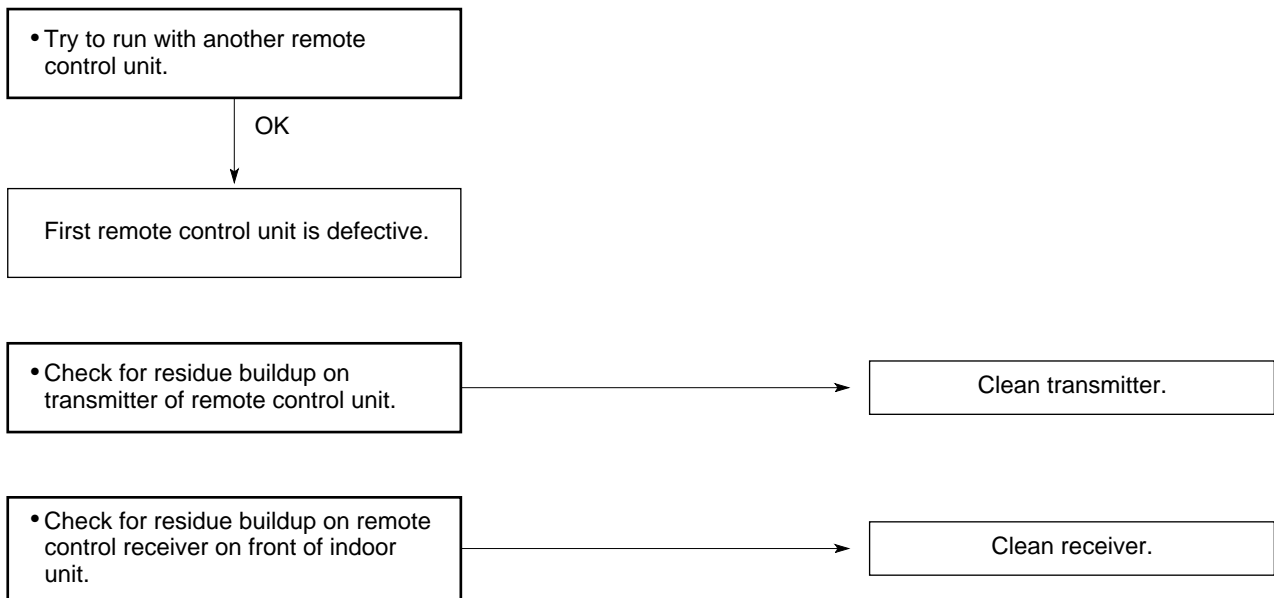 • Try to run with another remote
control unit.
OK
First remote control unit is defective.
• Check for residue buildup on
transmitter of remote control unit.
Clean transmitter.
• Check for residue buildup on remote
control receiver on front of indoor
unit.
Clean receiver.